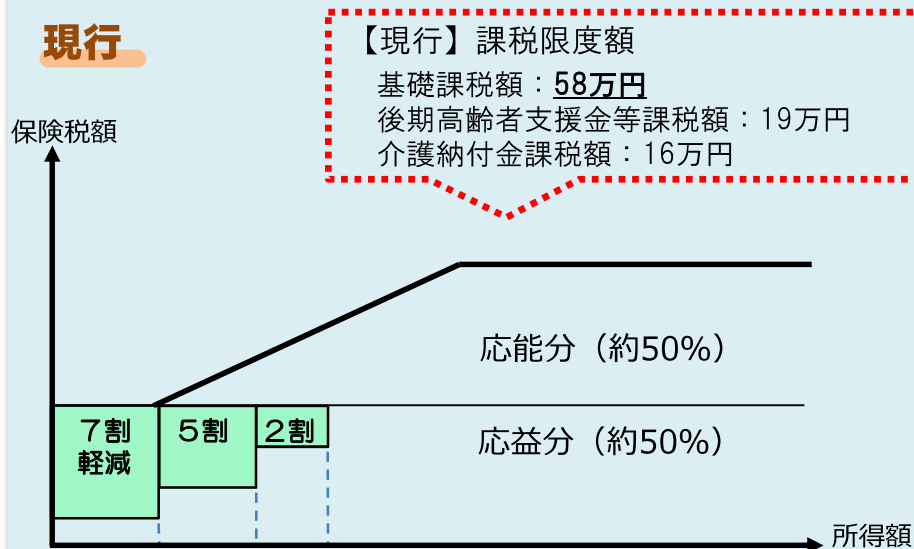 現行
【現行】課税限度額
基礎課税額：58万円
後期高齢者支援金等課税額：19万円
介護納付金課税額：16万円
保険税額
応能分（約50%）
7割
軽減
5割
2割
応益分（約50%）
所得額